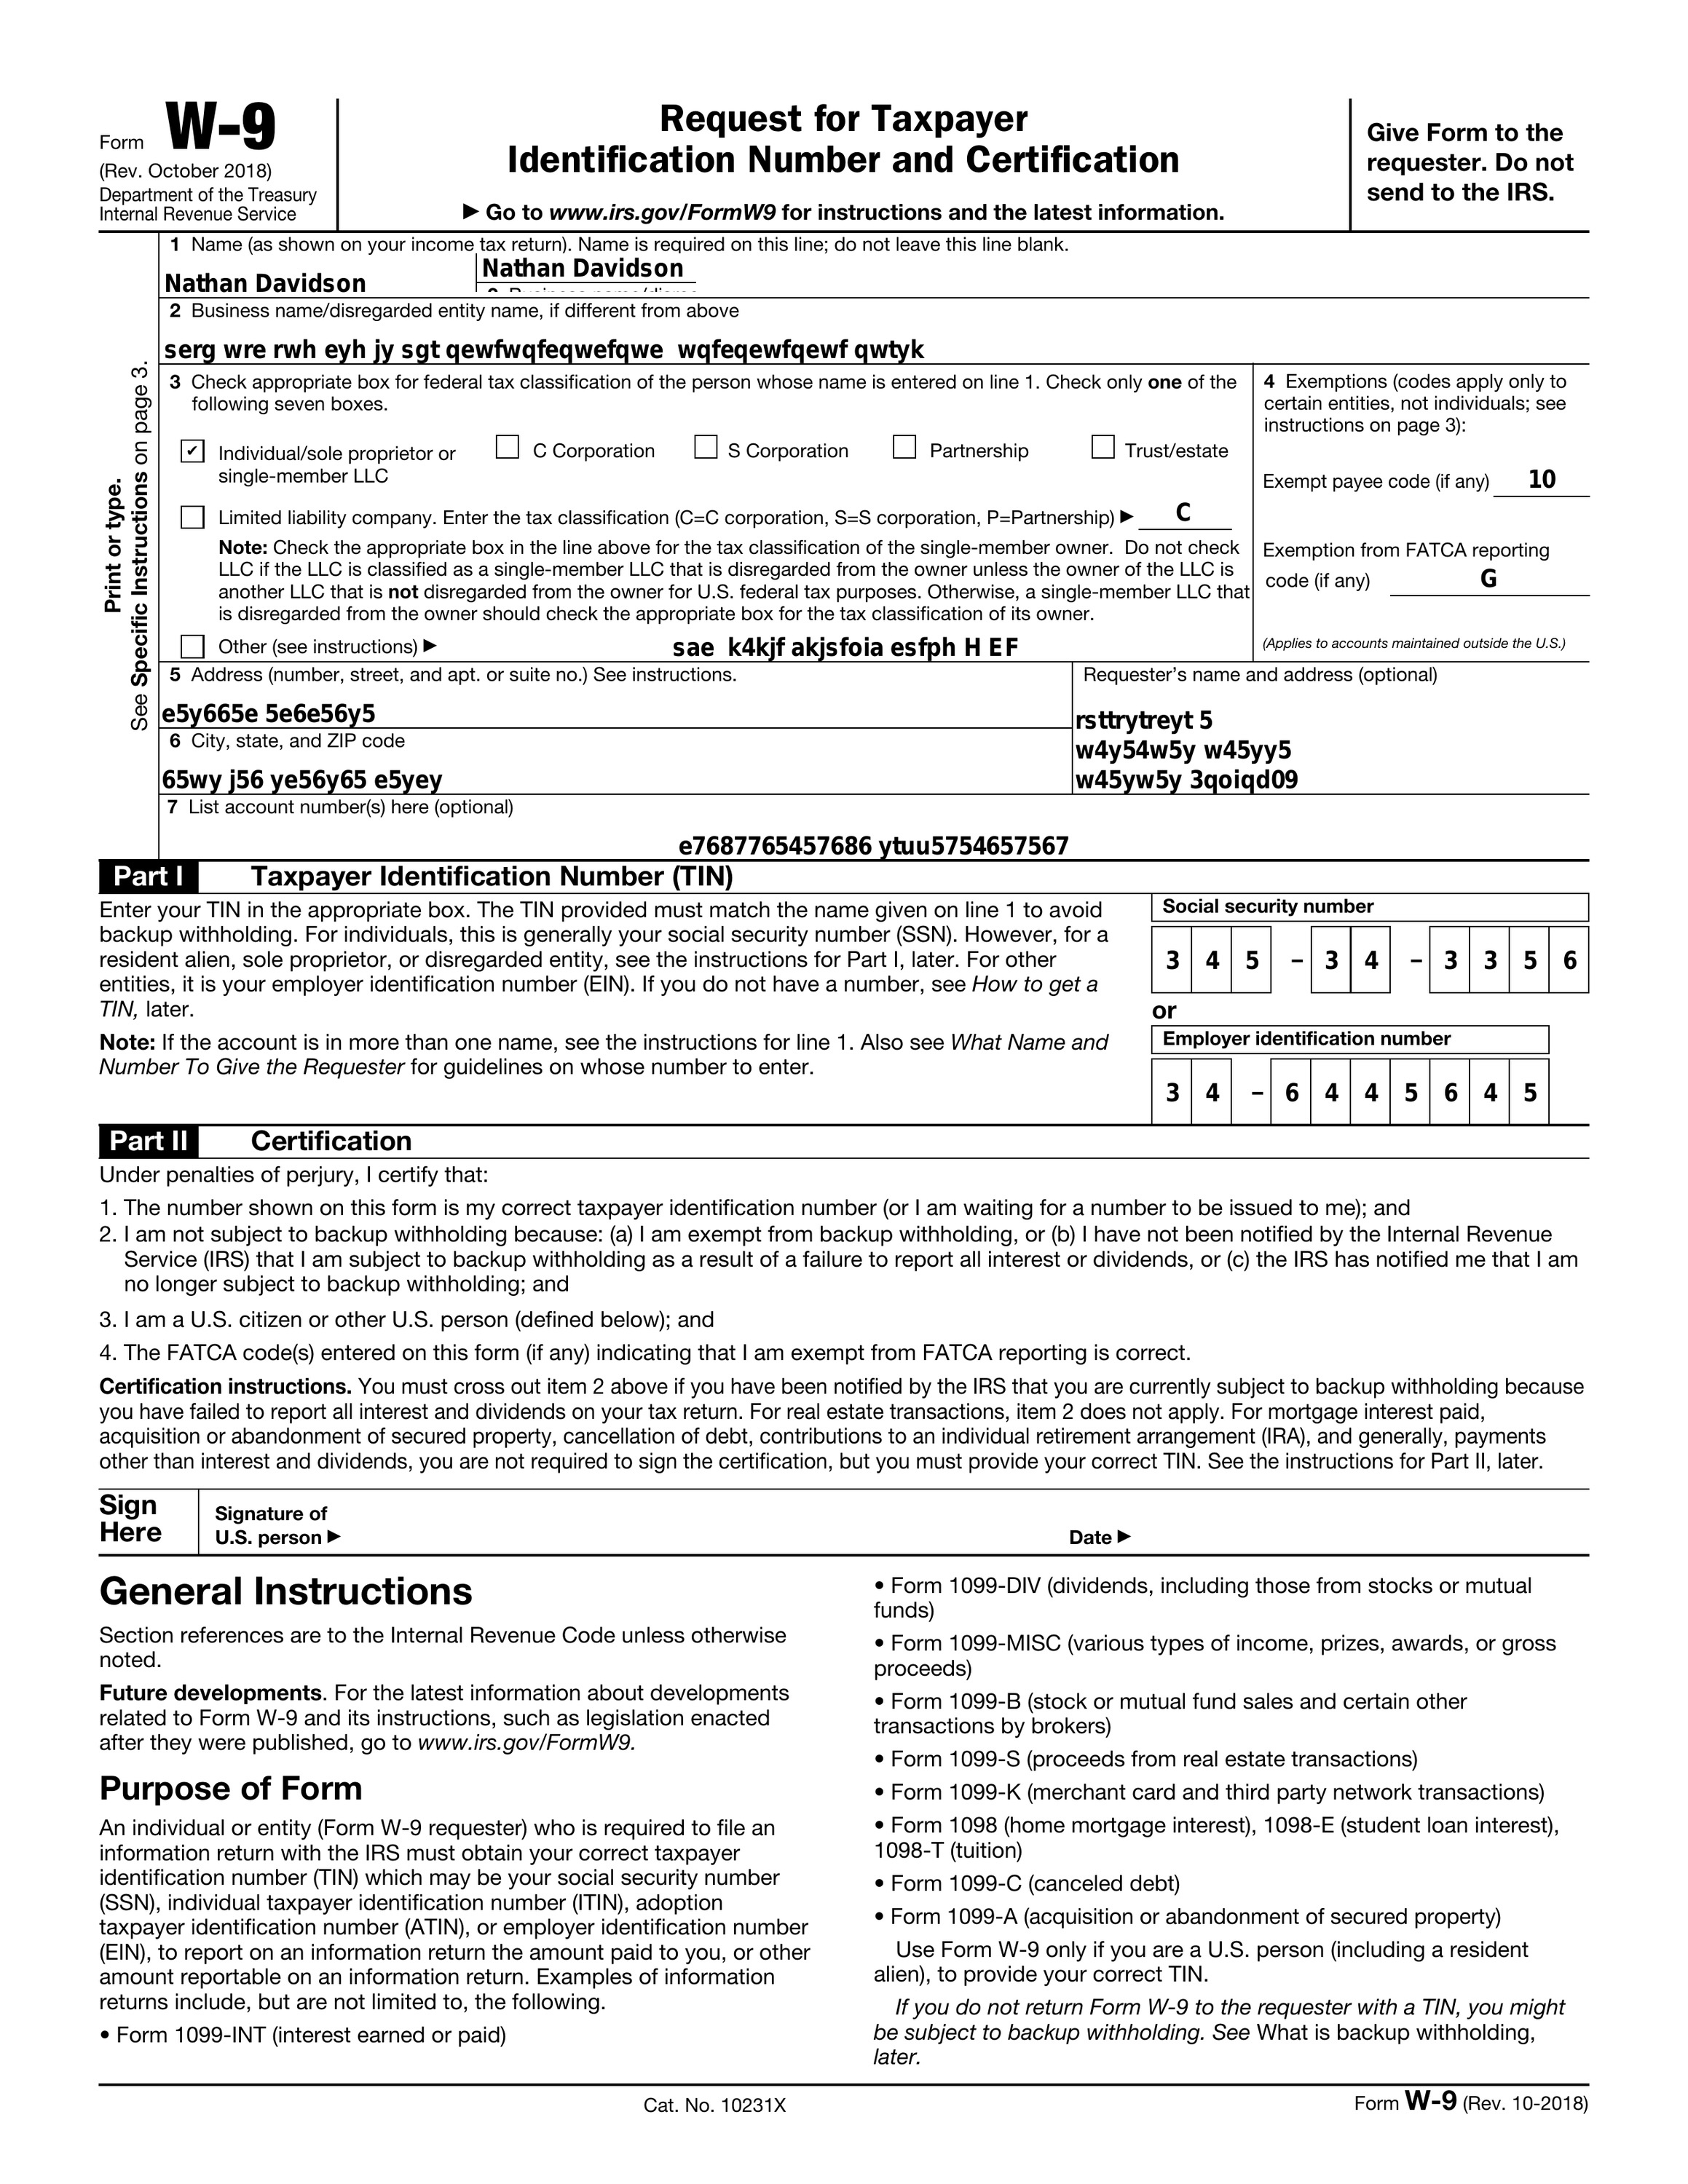 Form W-9
(Rev. October 2018)
Department of the Treasury
Internal Revenue Service
Request for Taxpayer
Identification Number and Certification
▶ Go to www.irs.gov/FormW9 for instructions and the latest information.
Give Form to the
requester. Do not
send to the IRS.
Print or type.
See Specific Instructions on page 3.
1 Name (as shown on your income tax return). Name is required on this line; do not leave this line blank.
Nathan Davidson
Nathan Davidson
2 Business name/disregarded entity name, if different from above
serg wre rwh eyh jy sgt qewfwqfeqwefqwe wqfeqewfqewf qwtyk
3 Check appropriate box for federal tax classification of the person whose name is entered on line 1. Check only one of the
following seven boxes.
✔ Individual/sole proprietor or
single-member LLC
C Corporation
S Corporation
Partnership
Trust/estate
Limited liability company. Enter the tax classification (C=C corporation, S=S corporation, P=Partnership) ▶ C
Note: Check the appropriate box in the line above for the tax classification of the single-member owner. Do not check
LLC if the LLC is classified as a single-member LLC that is disregarded from the owner unless the owner of the LLC is
another LLC that is not disregarded from the owner for U.S. federal tax purposes. Otherwise, a single-member LLC that
is disregarded from the owner should check the appropriate box for the tax classification of its owner.
Other (see instructions) ▶ sae k4kjf akjsfoia esfph H EF
4 Exemptions (codes apply only to
certain entities, not individuals; see
instructions on page 3):
Exempt payee code (if any) 10
Exemption from FATCA reporting
code (if any) G
(Applies to accounts maintained outside the U.S.)
5 Address (number, street, and apt. or suite no.) See instructions.
e5y665e 5e6e56y5
6 City, state, and ZIP code
65wy j56 ye56y65 e5yey
Requester's name and address (optional)
rsttrytreyt 5
w4y54w5y w45yy5
w45yw5y 3qoiqd09
7 List account number(s) here (optional)
e7687765457686 ytuu5754657567
Part I Taxpayer Identification Number (TIN)
Enter your TIN in the appropriate box. The TIN provided must match the name given on line 1 to avoid
backup withholding. For individuals, this is generally your social security number (SSN). However, for a
resident alien, sole proprietor, or disregarded entity, see the instructions for Part I, later. For other
entities, it is your employer identification number (EIN). If you do not have a number, see How to get a
TIN, later.
Note: If the account is in more than one name, see the instructions for line 1. Also see What Name and
Number To Give the Requester for guidelines on whose number to enter.
Social security number
3 4 5 – 3 4 – 3 3 5 6
or
Employer identification number
3 4 – 6 4 4 5 6 4 5
Part II Certification
Under penalties of perjury, I certify that:
1. The number shown on this form is my correct taxpayer identification number (or I am waiting for a number to be issued to me); and
2. I am not subject to backup withholding because: (a) I am exempt from backup withholding, or (b) I have not been notified by the Internal Revenue
Service (IRS) that I am subject to backup withholding as a result of a failure to report all interest or dividends, or (c) the IRS has notified me that I am
no longer subject to backup withholding; and
3. I am a U.S. citizen or other U.S. person (defined below); and
4. The FATCA code(s) entered on this form (if any) indicating that I am exempt from FATCA reporting is correct.
Certification instructions. You must cross out item 2 above if you have been notified by the IRS that you are currently subject to backup withholding because
you have failed to report all interest and dividends on your tax return. For real estate transactions, item 2 does not apply. For mortgage interest paid,
acquisition or abandonment of secured property, cancellation of debt, contributions to an individual retirement arrangement (IRA), and generally, payments
other than interest and dividends, you are not required to sign the certification, but you must provide your correct TIN. See the instructions for Part II, later.
Sign
Here
Signature of
U.S. person ▶
Date ▶
General Instructions
Section references are to the Internal Revenue Code unless otherwise
noted.
Future developments. For the latest information about developments
related to Form W-9 and its instructions, such as legislation enacted
after they were published, go to www.irs.gov/FormW9.
Purpose of Form
An individual or entity (Form W-9 requester) who is required to file an
information return with the IRS must obtain your correct taxpayer
identification number (TIN) which may be your social security number
(SSN), individual taxpayer identification number (ITIN), adoption
taxpayer identification number (ATIN), or employer identification number
(EIN), to report on an information return the amount paid to you, or other
amount reportable on an information return. Examples of information
returns include, but are not limited to, the following.
• Form 1099-INT (interest earned or paid)
• Form 1099-DIV (dividends, including those from stocks or mutual
funds)
• Form 1099-MISC (various types of income, prizes, awards, or gross
proceeds)
• Form 1099-B (stock or mutual fund sales and certain other
transactions by brokers)
• Form 1099-S (proceeds from real estate transactions)
• Form 1099-K (merchant card and third party network transactions)
• Form 1098 (home mortgage interest), 1098-E (student loan interest),
1098-T (tuition)
• Form 1099-C (canceled debt)
• Form 1099-A (acquisition or abandonment of secured property)
Use Form W-9 only if you are a U.S. person (including a resident
alien), to provide your correct TIN.
If you do not return Form W-9 to the requester with a TIN, you might
be subject to backup withholding. See What is backup withholding,
later.
Cat. No. 10231X
Form W-9 (Rev. 10-2018)